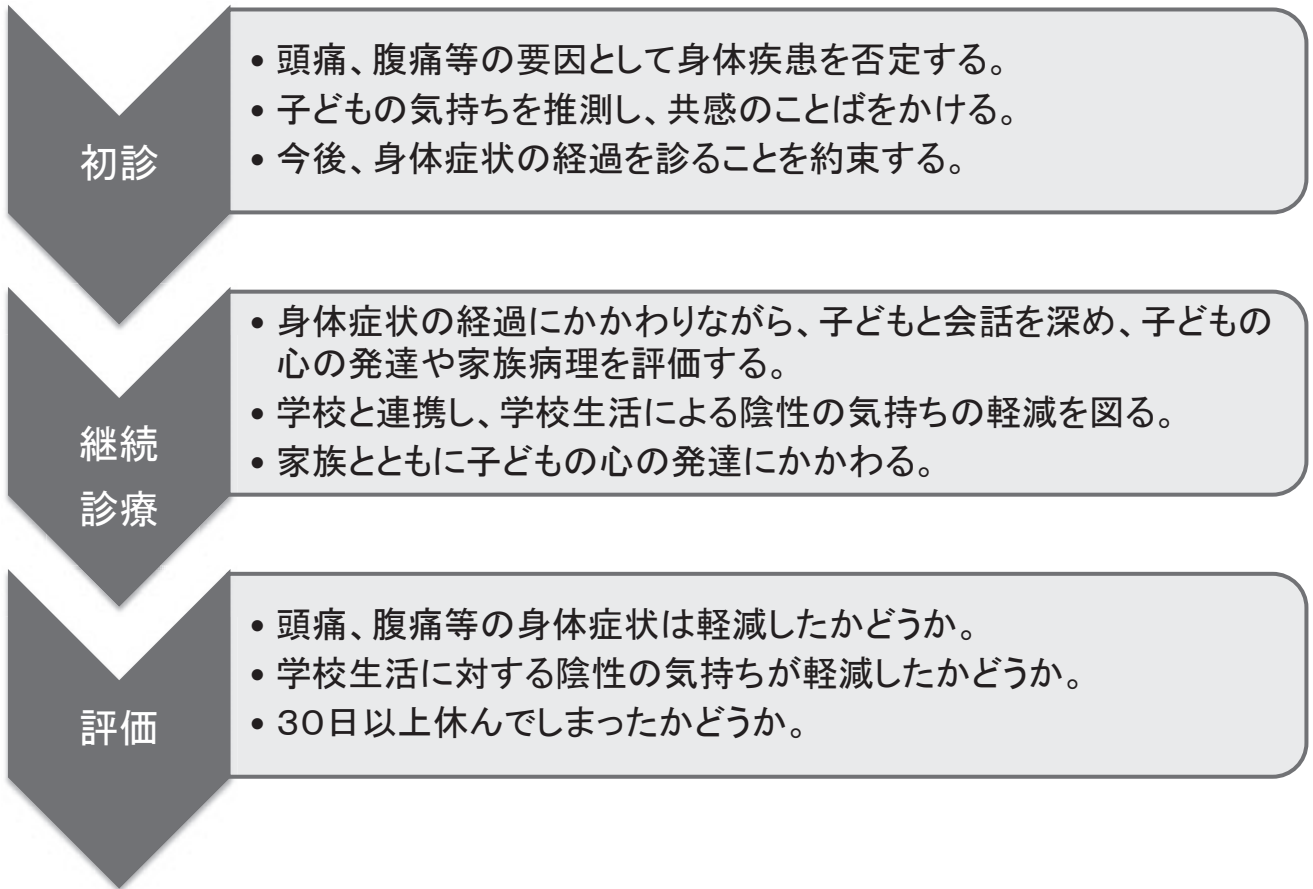 初診
• 頭痛、腹痛等の要因として身体疾患を否定する。
• 子どもの気持ちを推測し、共感のことばをかける。
• 今後、身体症状の経過を診ることを約束する。
継続
診療
• 身体症状の経過にかかわりながら、子どもと会話を深め、子どもの
心の発達や家族病理を評価する。
• 学校と連携し、学校生活による陰性の気持ちの軽減を図る。
• 家族とともに子どもの心の発達にかかわる。
評価
• 頭痛、腹痛等の身体症状は軽減したかどうか。
• 学校生活に対する陰性の気持ちが軽減したかどうか。
• 30日以上休んでしまったかどうか。